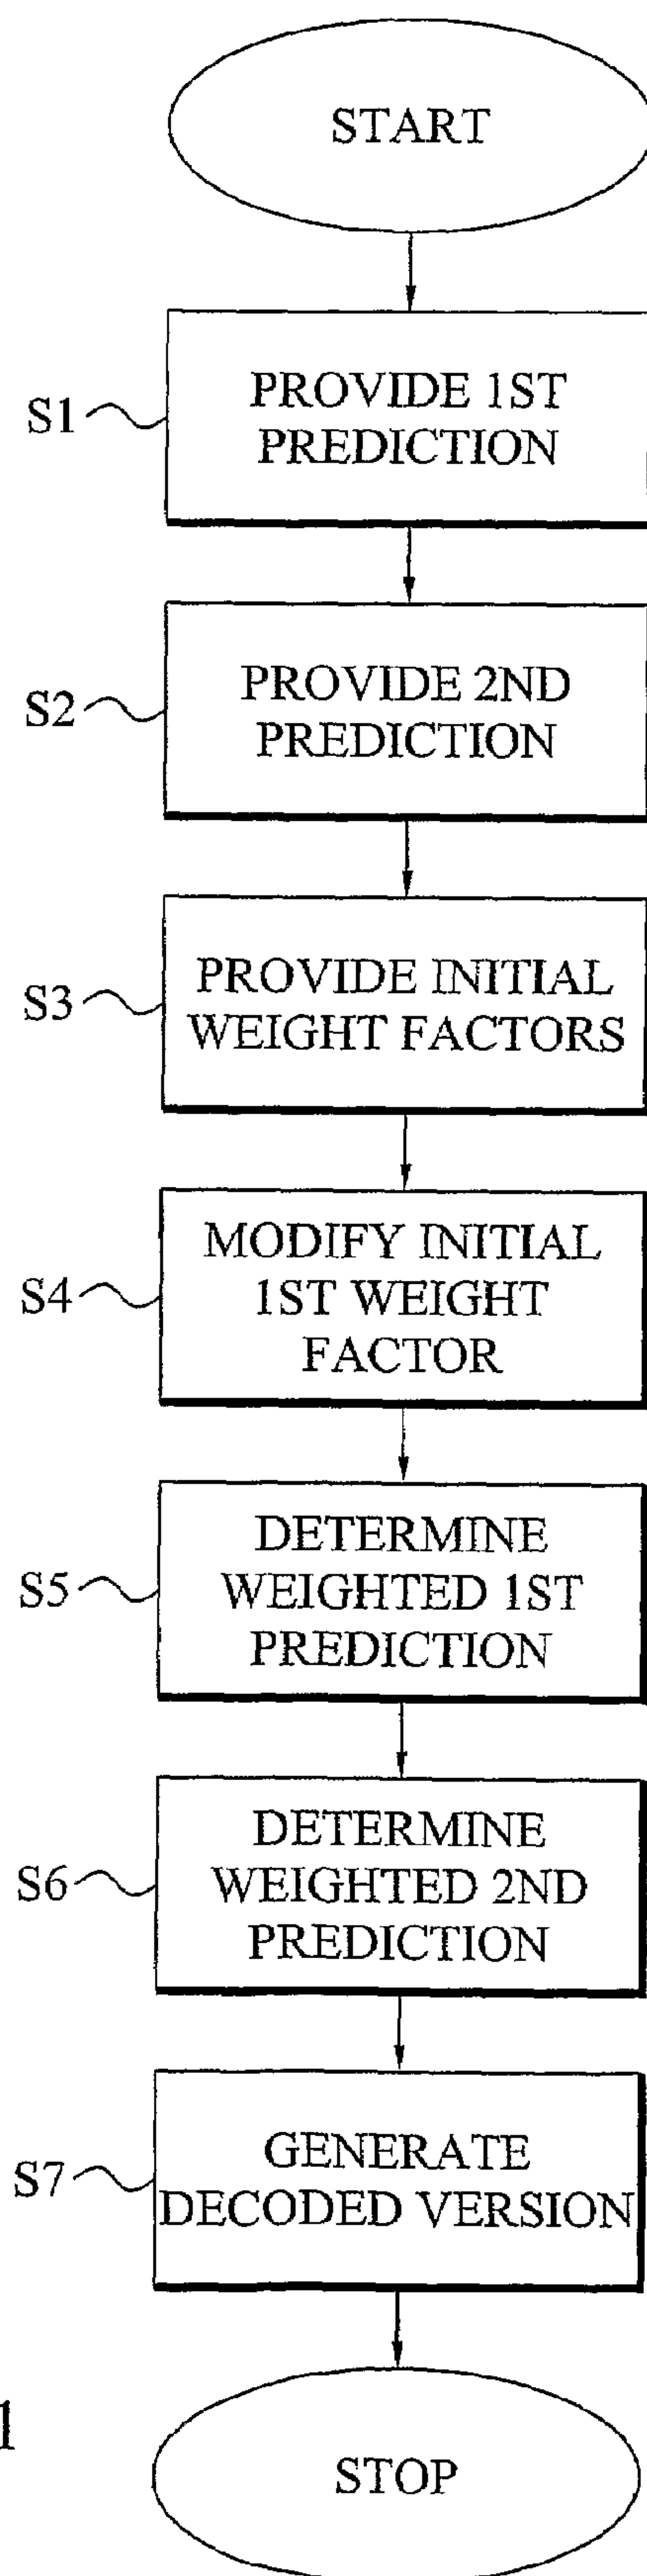 START
S1
PROVIDE 1ST
PREDICTION
S2
PROVIDE 2ND
PREDICTION
S3
PROVIDE INITIAL
WEIGHT FACTORS
S4
MODIFY INITIAL
1ST WEIGHT
FACTOR
S5
DETERMINE
WEIGHTED 1ST
PREDICTION
S6
DETERMINE
WEIGHTED 2ND
PREDICTION
S7
GENERATE
DECODED VERSION
1
STOP